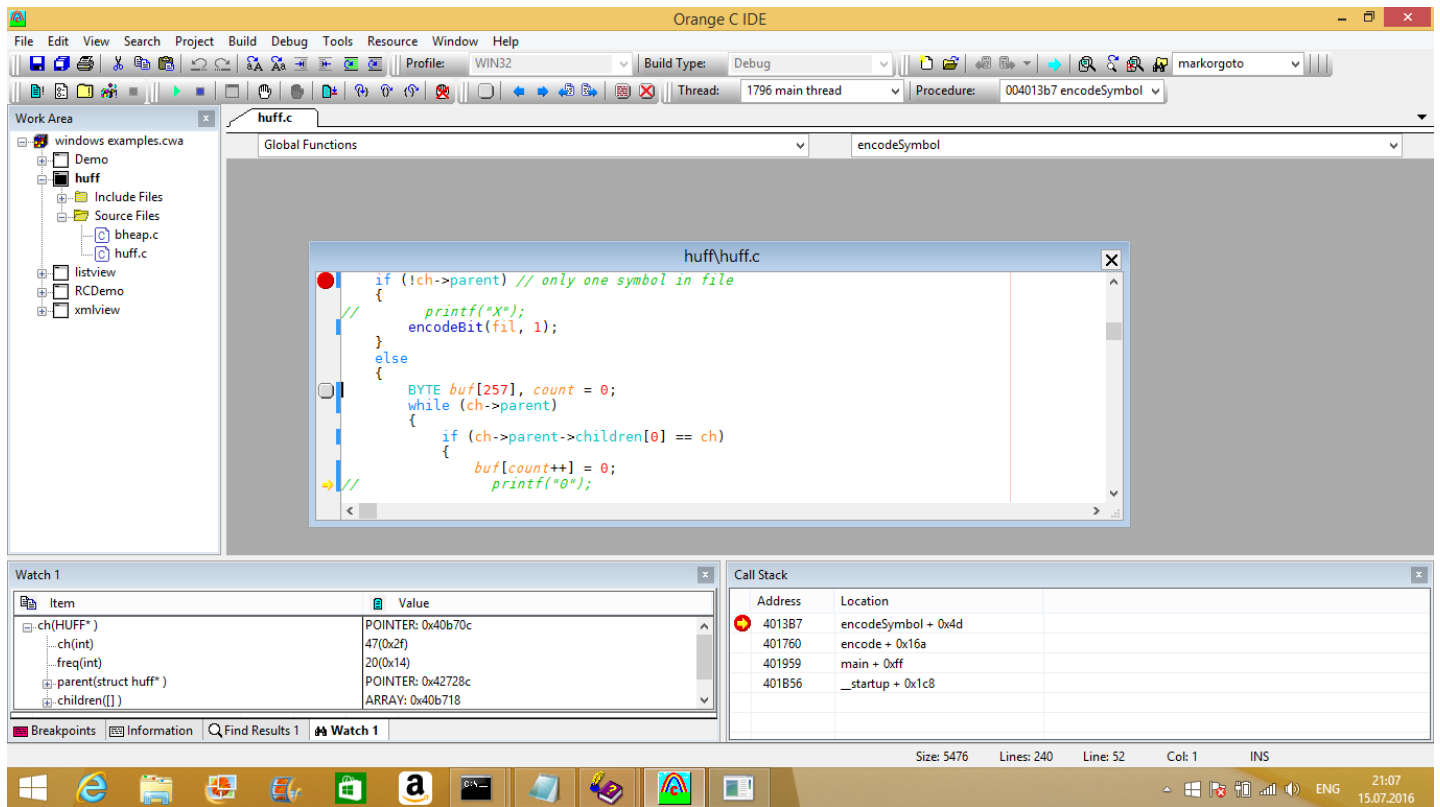 Orange C IDE
File Edit View Search Project Build Debug Tools Resource Window Help
Profile: WIN32 Build Type: Debug markorgoto
Thread: 1796 main thread Procedure: 004013b7 encodeSymbol
Work Area
huff.c
windows examples.cwa
Demo
huff
Include Files
Source Files
bheap.c
huff.c
listview
RCDemo
xmlview
Global Functions
encodeSymbol
huff\huff.c
if (!ch->parent) // only one symbol in file
{
// printf("X");
encodeBit(fil, 1);
}
else
{
BYTE buf[257], count = 0;
while (ch->parent)
{
if (ch->parent->children[0] == ch)
{
buf[count++] = 0;
// printf("0");
Watch 1
Item Value
ch(HUFF* ) POINTER: 0x40b70c
ch(int) 47(0x2f)
freq(int) 20(0x14)
parent(struct huff* ) POINTER: 0x42728c
children([] ) ARRAY: 0x40b718
Breakpoints Information Find Results 1 Watch 1
Call Stack
Address Location
4013B7 encodeSymbol + 0x4d
401760 encode + 0x16a
401959 main + 0xff
401B56 __startup + 0x1c8
Size: 5476 Lines: 240 Line: 52 Col: 1 INS
ENG
21:07
15.07.2016